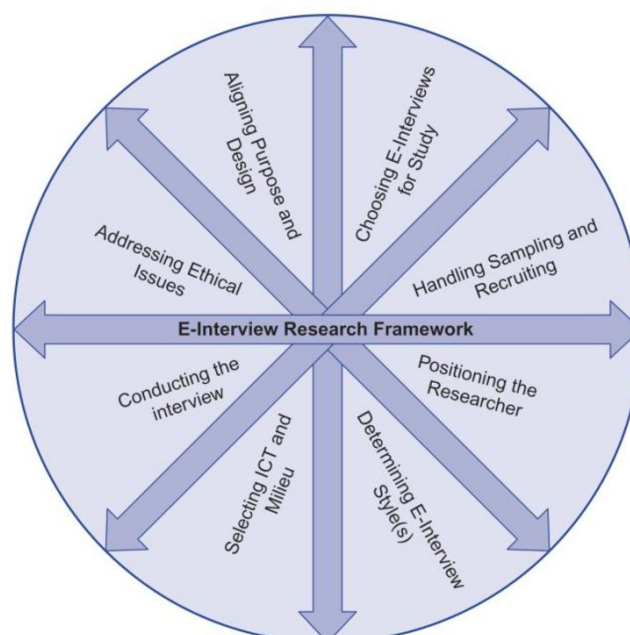 Aligning Purpose and
Design
Choosing E-Interviews
for Study
Addressing Ethical
Issues
Handling Sampling and
Recruiting
E-Interview Research Framework
Conducting the
interview
Positioning the
Researcher
Selecting ICT and
Milieu
Determining E-Interview
Style(s)